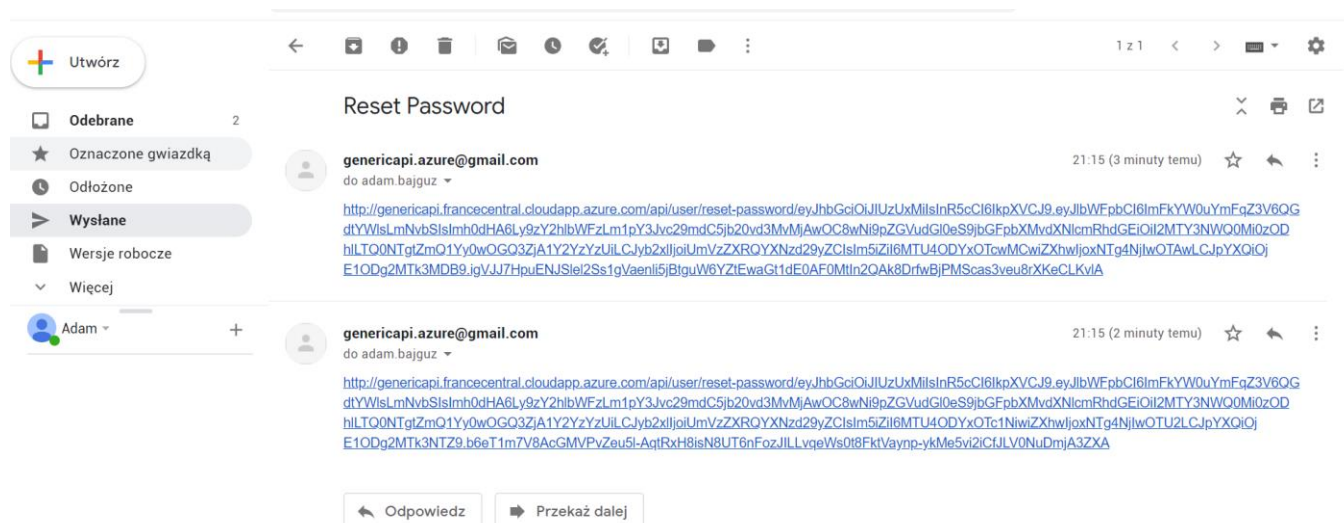 Utwórz
1 z 1
Reset Password
Odebrane 2
Oznaczone gwiazdką
Odłożone
Wysłane
Wersje robocze
Więcej
Adam
genericapi.azure@gmail.com 21:15 (3 minuty temu)
do adam.bajguz
http://genericapi.francecentral.cloudapp.azure.com/api/user/reset-password/eyJhbGciOiJIUzUxMiIsInR5cCI6IkpXVCJ9.eyJlbWFpbCI6ImFkYW0uYmFqZ3V6QG
dtYWlsLmNvbSIsImh0dHA6Ly9zY2hlbWFzLm1pY3Jvc29mdC5jb20vd3MvMjAwOC8wNi9pZGVudGl0eS9jbGFpbXMvdXNlcmRhdGEiOiI2MTY3NWQ0Mi0zOD
hlLTQ0NTgtZmQ1Yy0wOGQ3ZjA1Y2YzYzUiLCJyb2xlIjoiUmVzZXRQYXNzd29yZCIsIm5iZiI6MTU4ODYxOTcwMCwiZXhwIjoxNTg4NjIwOTAwLCJpYXQiOj
E1ODg2MTk3MDB9.igVJJ7HpuENJSlel2Ss1gVaenli5jBtguW6YZtEwaGt1dE0AF0MtIn2QAk8DrfwBjPMScas3veu8rXKeCLKvlA
genericapi.azure@gmail.com 21:15 (2 minuty temu)
do adam.bajguz
http://genericapi.francecentral.cloudapp.azure.com/api/user/reset-password/eyJhbGciOiJIUzUxMiIsInR5cCI6IkpXVCJ9.eyJlbWFpbCI6ImFkYW0uYmFqZ3V6QG
dtYWlsLmNvbSIsImh0dHA6Ly9zY2hlbWFzLm1pY3Jvc29mdC5jb20vd3MvMjAwOC8wNi9pZGVudGl0eS9jbGFpbXMvdXNlcmRhdGEiOiI2MTY3NWQ0Mi0zOD
hlLTQ0NTgtZmQ1Yy0wOGQ3ZjA1Y2YzYzUiLCJyb2xlIjoiUmVzZXRQYXNzd29yZCIsIm5iZiI6MTU4ODYxOTc1NiwiZXhwIjoxNTg4NjIwOTU2LCJpYXQiOj
E1ODg2MTk3NTZ9.b6eT1m7V8AcGMVPvZeu5l-AqtRxH8isN8UT6nFozJILLvqeWs0t8FktVaynp-ykMe5vi2iCfJLV0NuDmjA3ZXA
Odpowiedz
Przekaż dalej